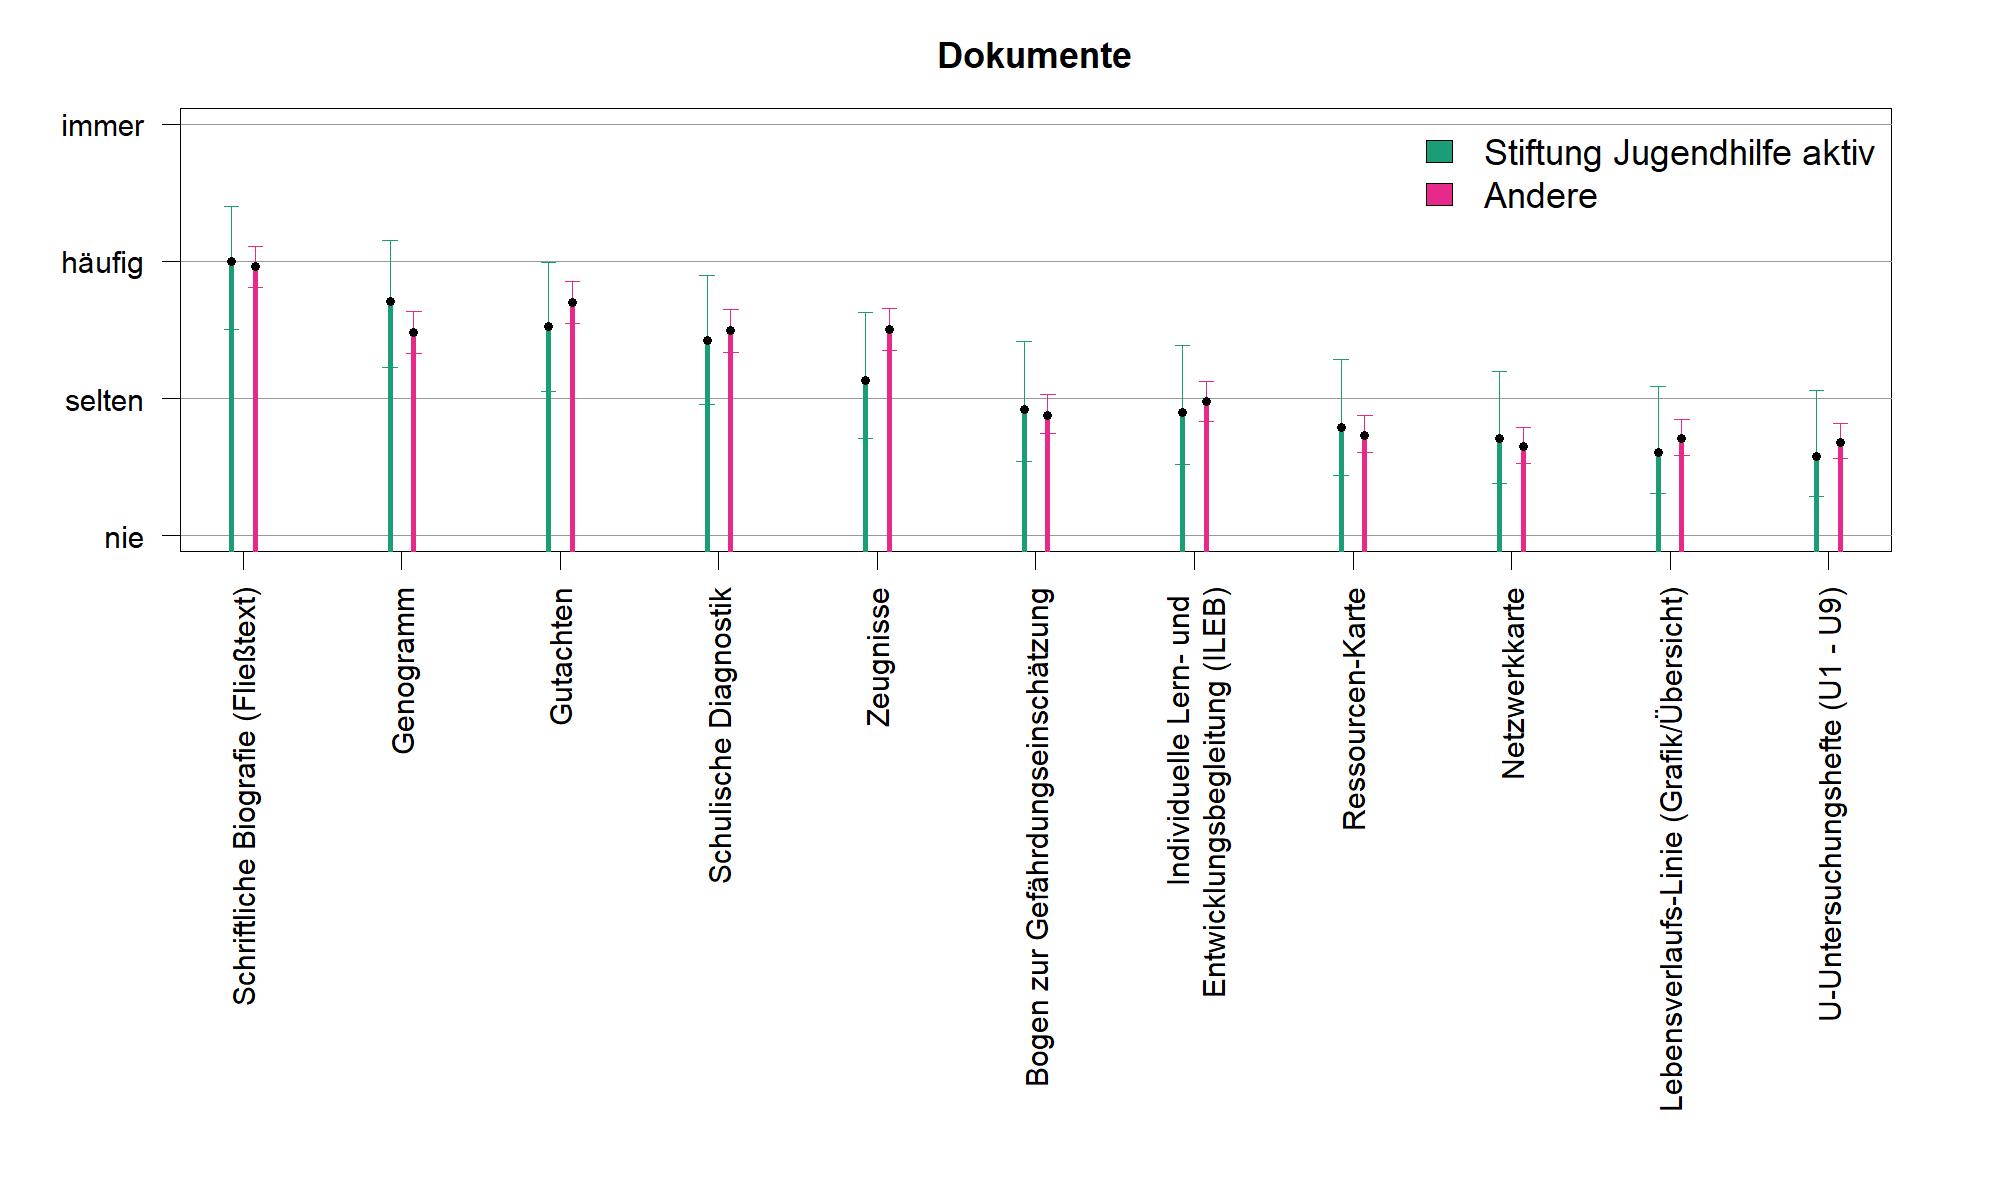 Dokumente
immer
häufig
selten
nie
Stiftung Jugendhilfe aktiv
Andere
Schriftliche Biografie (Fließtext)
Genogramm
Gutachten
Schulische Diagnostik
Zeugnisse
Bogen zur Gefährdungseinschätzung
Individuelle Lern- und
Entwicklungsbegleitung (ILEB)
Ressourcen-Karte
Netzwerkkarte
Lebensverlaufs-Linie (Grafik/Übersicht)
U-Untersuchungshefte (U1 - U9)